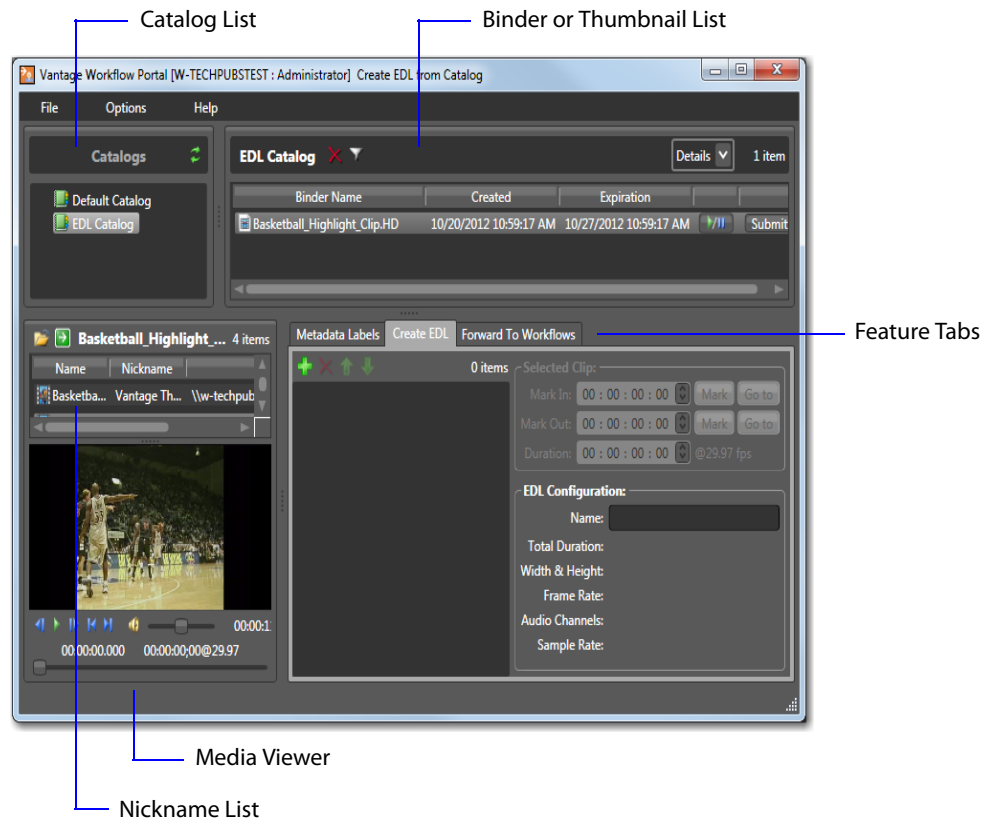 Catalog List
Binder or Thumbnail List
Vantage Workflow Portal [W-TECHPUBSTEST : Administrator] Create EDL from Catalog
File Options Help
Catalogs
EDL Catalog
Details
1 item
Default Catalog
EDL Catalog
Binder Name Created Expiration
Basketball_Highlight_Clip.HD 10/20/2012 10:59:17 AM 10/27/2012 10:59:17 AM Submit
Basketball_Highlight_... 4 items
Name Nickname
Basketba... Vantage Th... \\w-techpub
Metadata Labels Create EDL Forward To Workflows
Feature Tabs
0 items
Selected Clip:
Mark In: 00 : 00 : 00 : 00 Mark Go to
Mark Out: 00 : 00 : 00 : 00 Mark Go to
Duration: 00 : 00 : 00 : 00 @29.97 fps
EDL Configuration:
Name:
Total Duration:
Width & Height:
Frame Rate:
Audio Channels:
Sample Rate:
00:00:1
00:00:00.000 00:00:00;00@29.97
Media Viewer
Nickname List